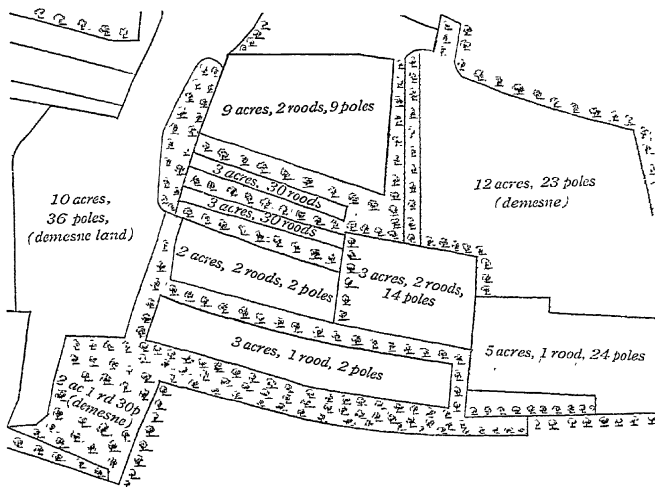 9 acres, 2 roods, 9 poles
3 acres, 30 roods
3 acres, 30 roods
10 acres,
36 poles,
(demesne land)
12 acres, 23 poles
(demesne)
2 acres, 2 roods, 2 poles
3 acres, 2 roods,
14 poles
3 acres, 1 rood, 2 poles
5 acres, 1 rood, 24 poles
2 ac 1 rd 30p
(demesne)